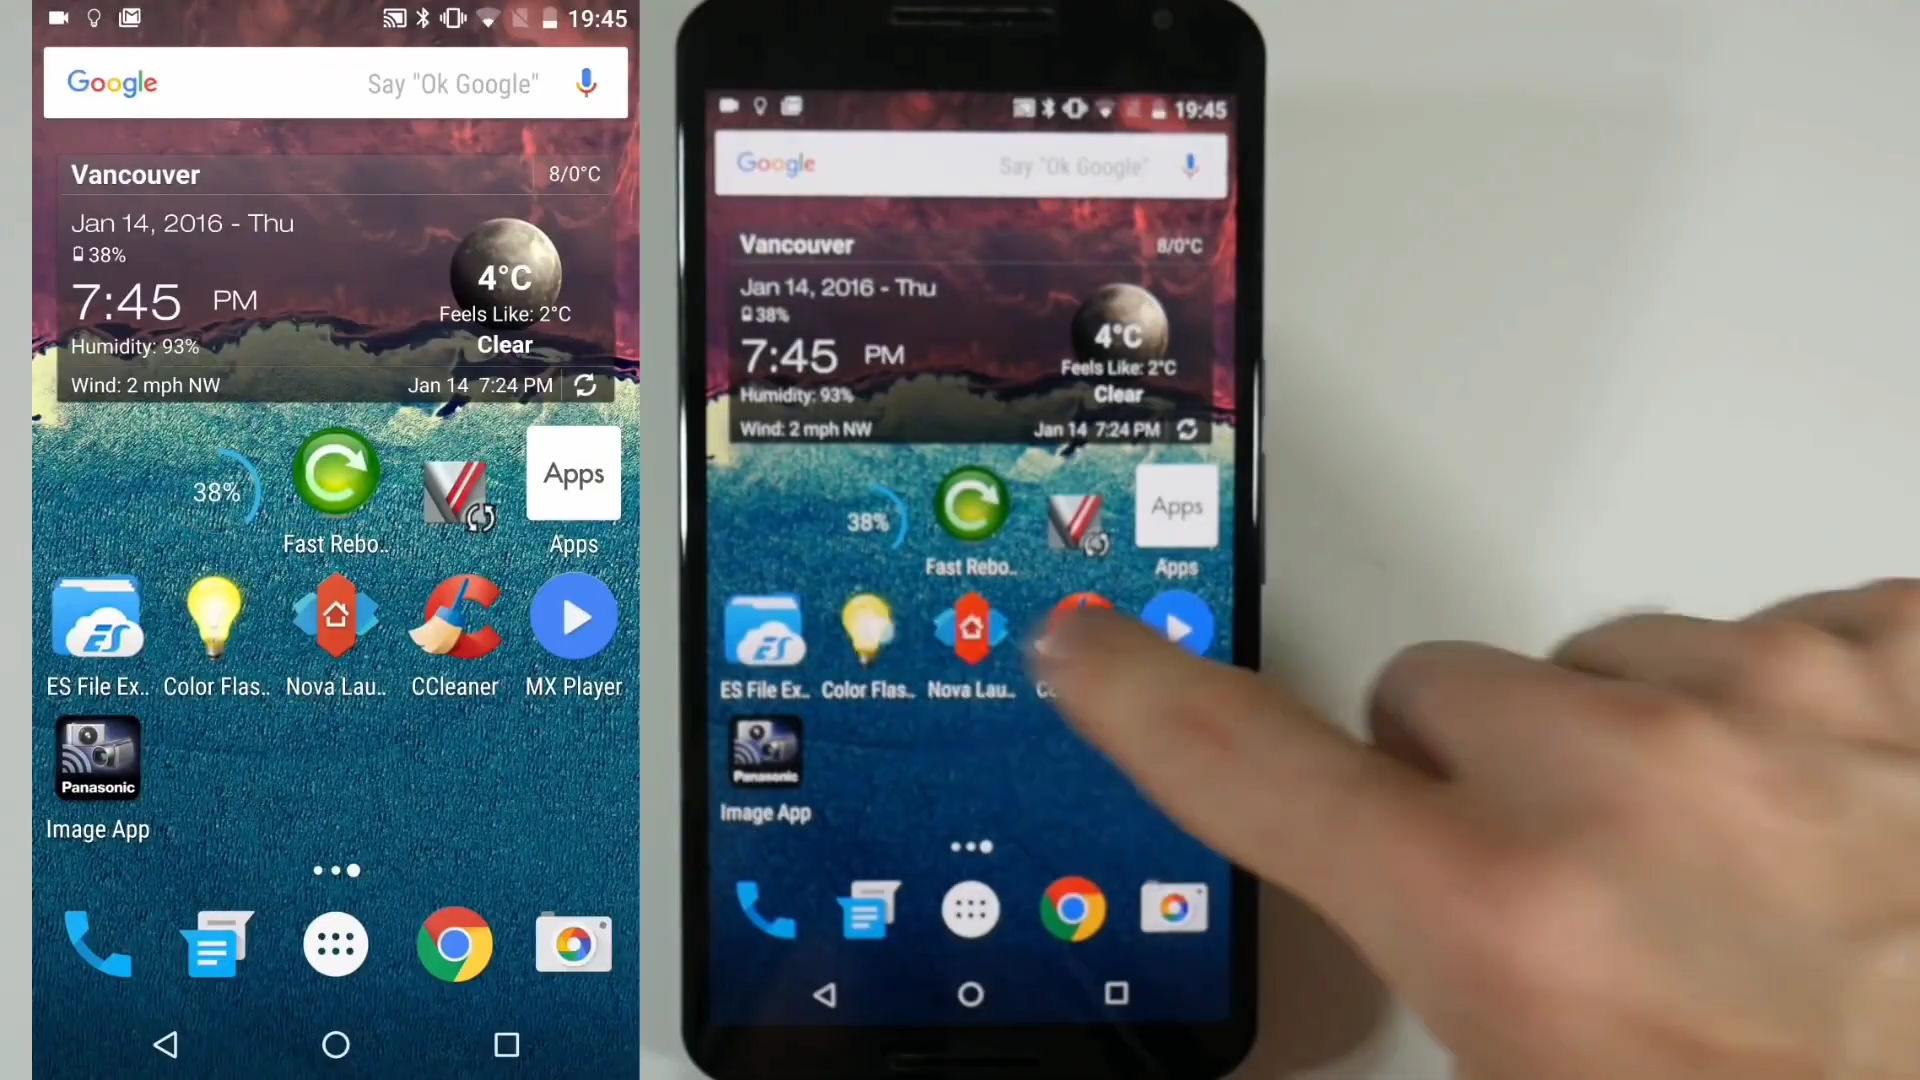 19:45
Google Say "Ok Google"
Vancouver 8/0°C
Jan 14, 2016 - Thu
38%
4°C
7:45 PM
Feels Like: 2°C
Humidity: 93%
Clear
Wind: 2 mph NW Jan 14 7:24 PM
38%
Apps
Fast Rebo..
Apps
ES
ES File Ex.. Color Flas.. Nova Lau.. CCleaner MX Player
Panasonic
Image App
19:45
Google Say "Ok Google"
Vancouver 8/0°C
Jan 14, 2016 - Thu
38%
4°C
7:45 PM
Feels Like: 2°C
Humidity: 93%
Clear
Wind: 2 mph NW Jan 14 7:24 PM
38%
Apps
Fast Rebo..
Apps
ES
ES File Ex.. Color Flas.. Nova Lau..
Panasonic
Image App